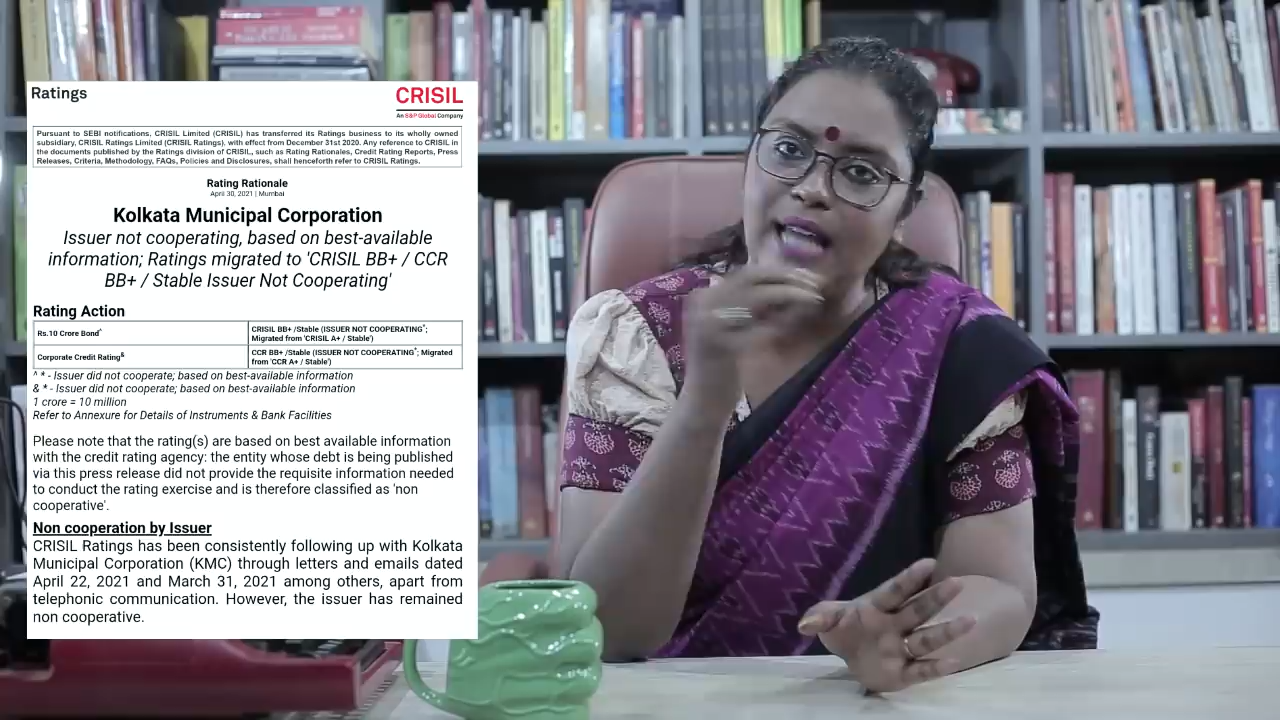 Ratings
CRISIL
An S&P Global Company
Pursuant to SEBI notifications, CRISIL Limited (CRISIL) has transferred its Ratings business to its wholly owned
subsidiary, CRISIL Ratings Limited (CRISIL Ratings), with effect from December 31st 2020. Any reference to CRISIL in
the documents published by the Ratings division of CRISIL, such as Rating Rationales, Credit Rating Reports, Press
Releases, Criteria, Methodology, FAQs, Policies and Disclosures, shall henceforth refer to CRISIL Ratings.
Rating Rationale
April 30, 2021 | Mumbai
Kolkata Municipal Corporation
Issuer not cooperating, based on best-available
information; Ratings migrated to 'CRISIL BB+ / CCR
BB+ / Stable Issuer Not Cooperating'
Rating Action
Rs.10 Crore Bond^
CRISIL BB+ /Stable (ISSUER NOT COOPERATING*;
Migrated from 'CRISIL A+ / Stable')
Corporate Credit Rating&
CCR BB+ /Stable (ISSUER NOT COOPERATING*; Migrated
from 'CCR A+ / Stable')
^ * - Issuer did not cooperate; based on best-available information
& * - Issuer did not cooperate; based on best-available information
1 crore = 10 million
Refer to Annexure for Details of Instruments & Bank Facilities
Please note that the rating(s) are based on best available information
with the credit rating agency: the entity whose debt is being published
via this press release did not provide the requisite information needed
to conduct the rating exercise and is therefore classified as 'non
cooperative'.
Non cooperation by Issuer
CRISIL Ratings has been consistently following up with Kolkata
Municipal Corporation (KMC) through letters and emails dated
April 22, 2021 and March 31, 2021 among others, apart from
telephonic communication. However, the issuer has remained
non cooperative.